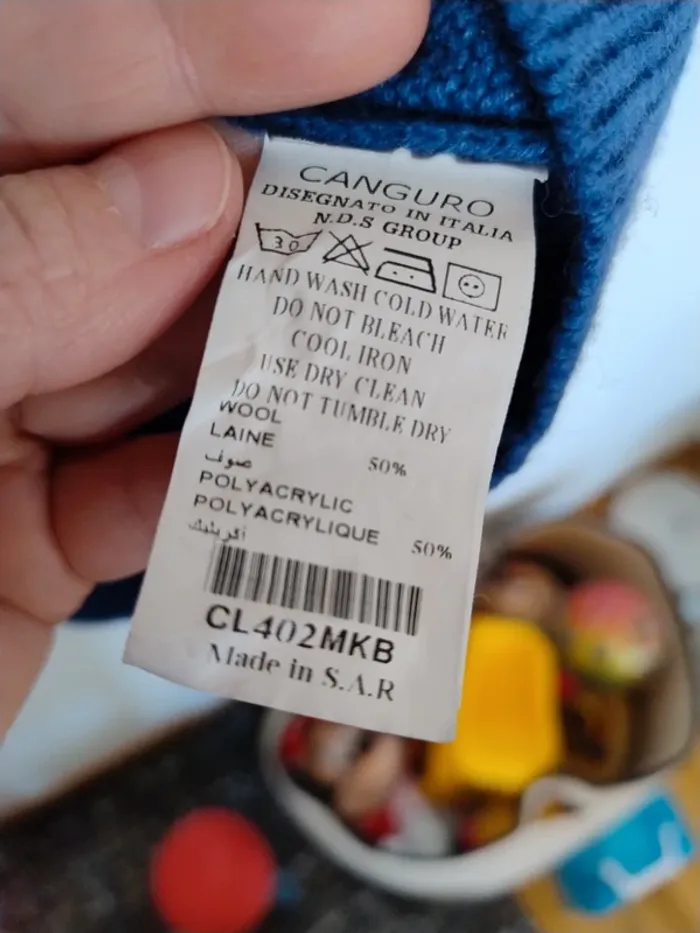 CANGURO
DISEGNATO IN ITALIA
N.D.S GROUP
30
HAND WASH COLD WATER
DO NOT BLEACH
COOL IRON
USE DRY CLEAN
DO NOT TUMBLE DRY
WOOL
LAINE
صوف 50%
POLYACRYLIC
POLYACRYLIQUE
أكريليك 50%
CL402MKB
Made in S.A.R